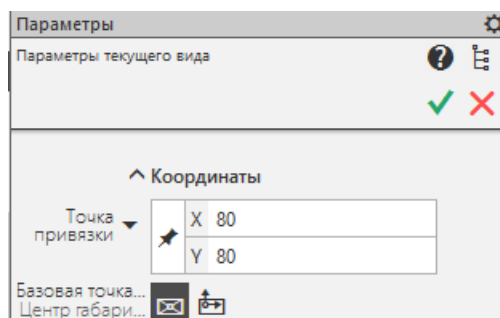 Параметры
Параметры текущего вида
Координаты
Точка привязки
X 80
Y 80
Базовая точка...
Центр габари...